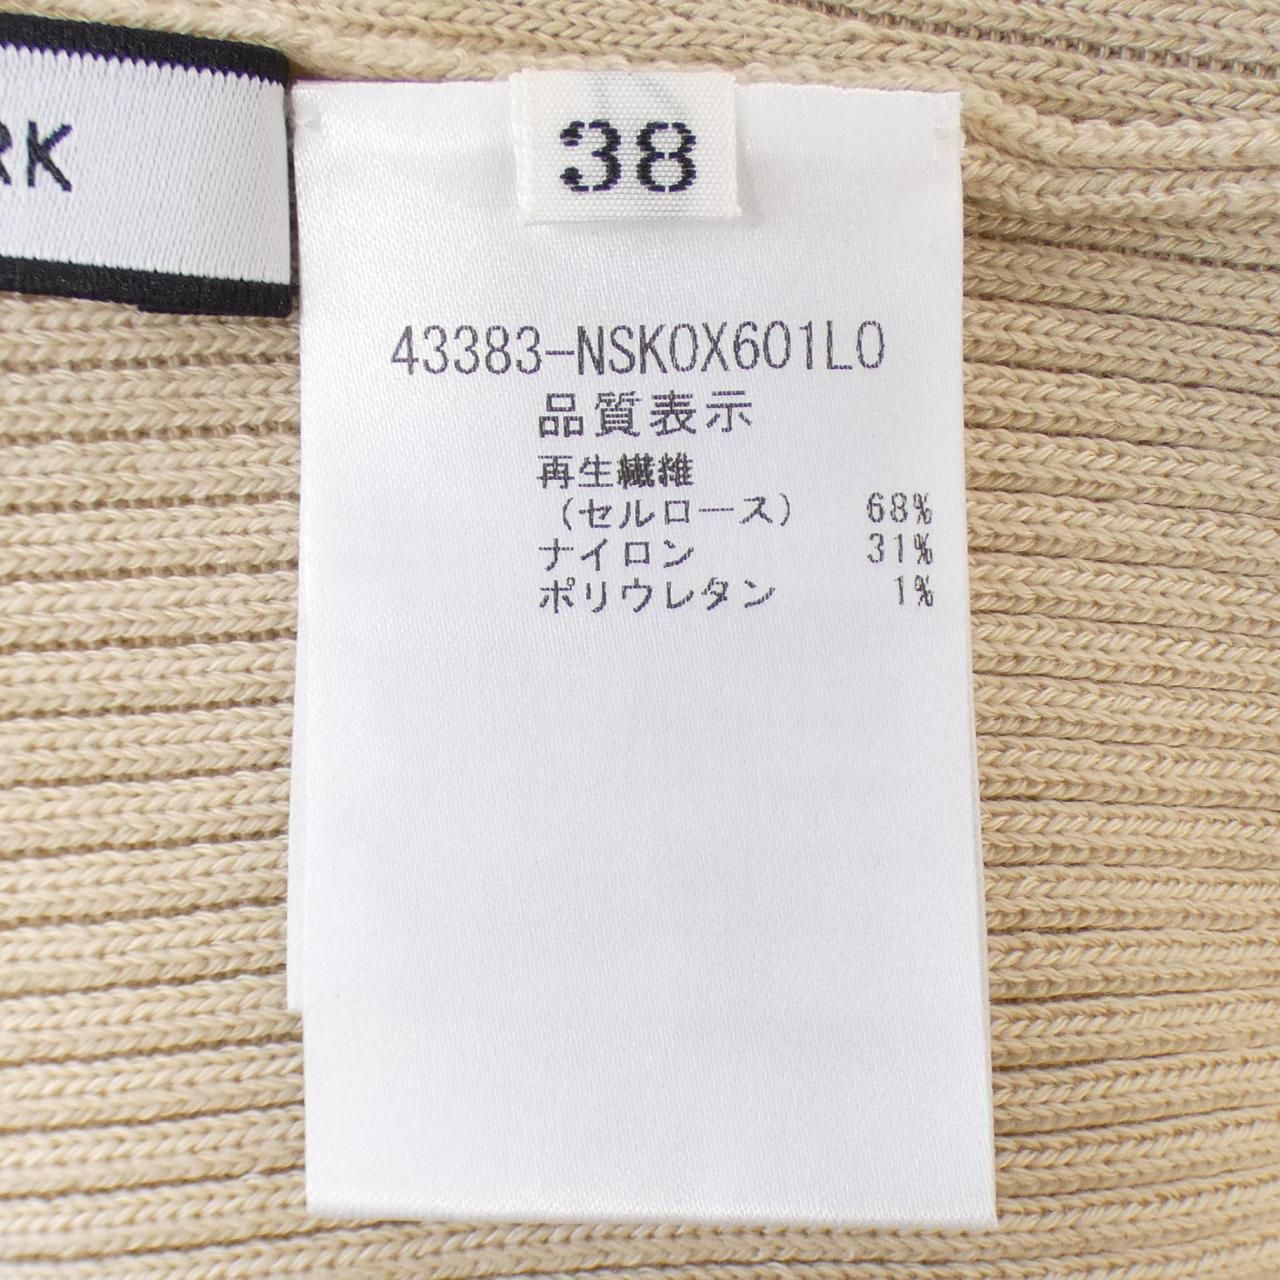 RK
38
43383-NSKOX601LO
品質表示
再生繊維
(セルロース) 68%
ナイロン 31%
ポリウレタン 1%